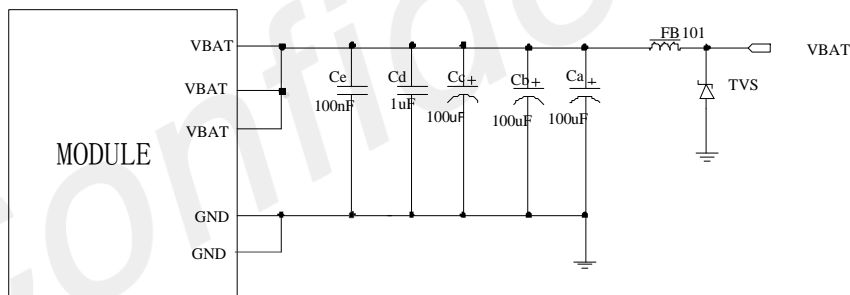 FB101
VBAT
VBAT
Ce
Cd
Cc+
Cb+
Ca+
VBAT
TVS
100nF
1uF
100uF
100uF
100uF
VBAT
MODULE
GND
GND
Confide